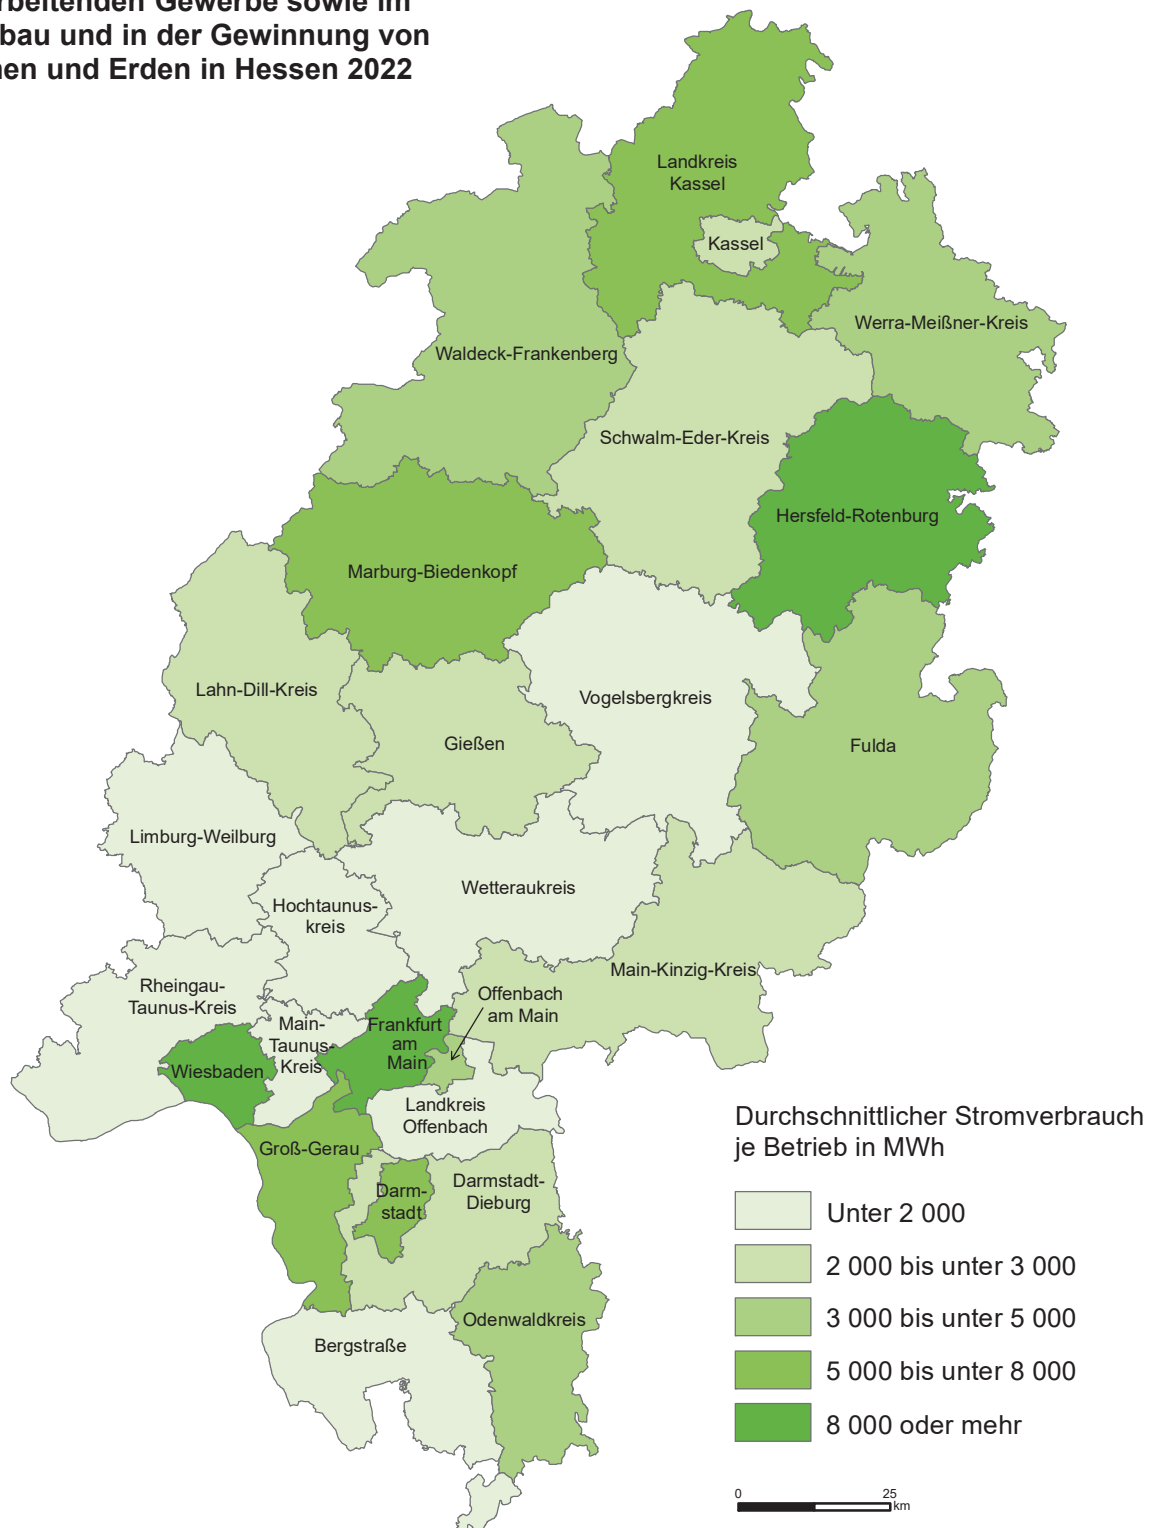 rbeitenden Gewerbe sowie im
bau und in der Gewinnung von
nen und Erden in Hessen 2022
Landkreis
Kassel
Kassel
Werra-Meißner-Kreis
Waldeck-Frankenberg
Schwalm-Eder-Kreis
Hersfeld-Rotenburg
Marburg-Biedenkopf
Lahn-Dill-Kreis
Vogelsbergkreis
Gießen
Fulda
Limburg-Weilburg
Wetteraukreis
Hochtaunus-
kreis
Main-Kinzig-Kreis
Rheingau-
Taunus-Kreis
Offenbach
am Main
Main-
Taunus-
Kreis
Frankfurt
am
Main
Wiesbaden
Landkreis
Offenbach
Groß-Gerau
Darm-
stadt
Darmstadt-
Dieburg
Odenwaldkreis
Bergstraße
Durchschnittlicher Stromverbrauch
je Betrieb in MWh
Unter 2 000
2 000 bis unter 3 000
3 000 bis unter 5 000
5 000 bis unter 8 000
8 000 oder mehr
0 25
km